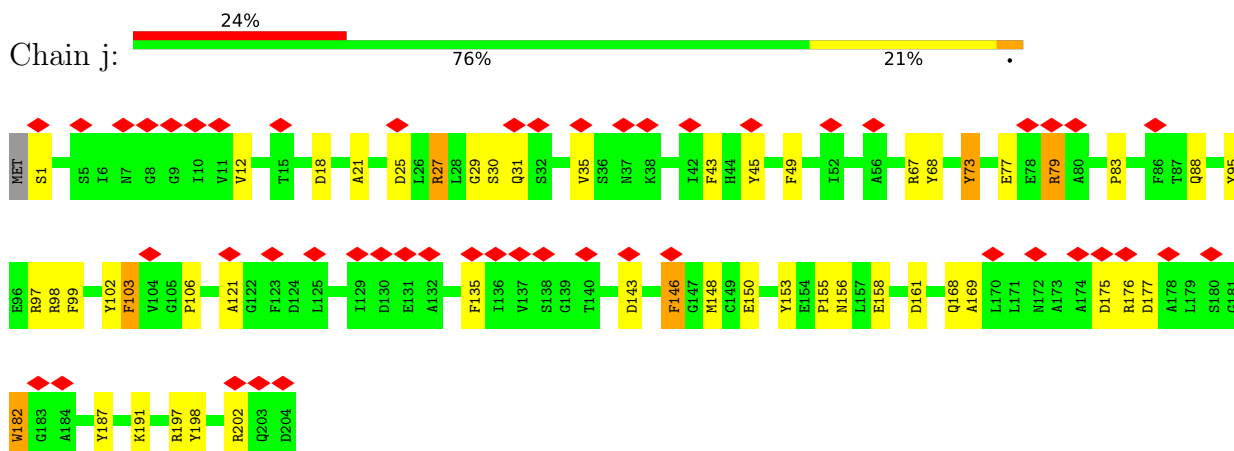 24%
Chain j:
76% 21% •
MET S1 S5 I6 N7 G8 G9 I10 V11 V12 T15 D18 A21 D25 L26 R27 L28 G29 S30 Q31 S32 V35 S36 N37 K38 I42 F43 H44 Y45 F49 I52 A56 R67 Y68 Y73 E77 E78 R79 A80 P83 F86 T87 Q88 Y95
E96 R97 R98 F99 Y102 F103 V104 G105 P106 A121 G122 F123 D124 L125 I129 D130 E131 A132 F135 I136 V137 S138 G139 T140 D143 F146 G147 M148 C149 E150 Y153 E154 P155 N156 L157 E158 D161 Q168 A169 L170 L171 N172 A173 A174 D175 R176 D177 A178 L179 S180 G181
W182 G183 A184 Y187 K191 R197 Y198 R202 Q203 D204